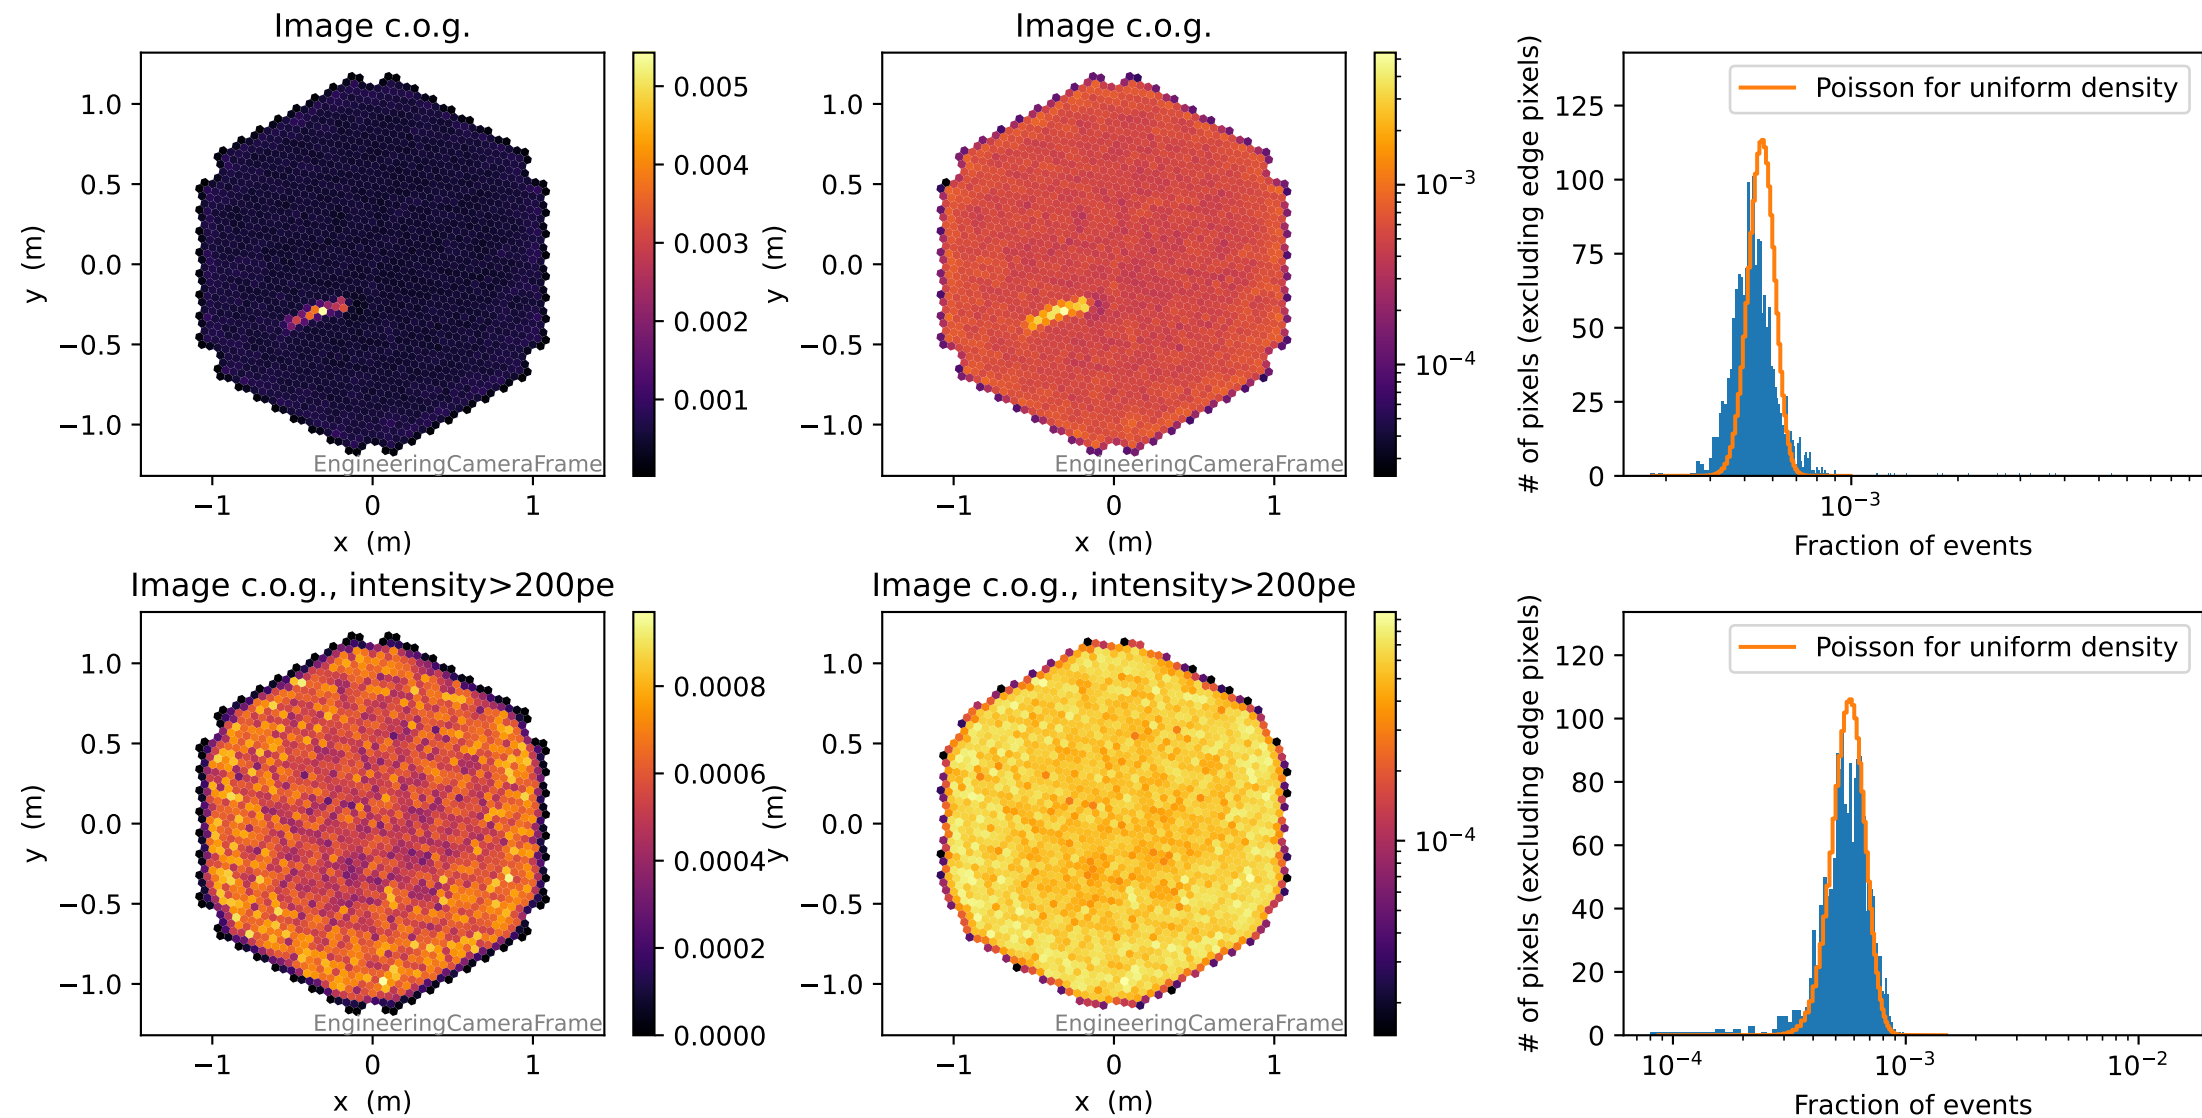 Image c.o.g.
1.0
0.5
0.0
−0.5
−1.0
y (m)
−1
0
1
x (m)
EngineeringCameraFrame
0.005
0.004
0.003
0.002
0.001
Image c.o.g.
1.0
0.5
0.0
−0.5
−1.0
y (m)
−1
0
1
x (m)
EngineeringCameraFrame
10⁻³
10⁻⁴
Poisson for uniform density
# of pixels (excluding edge pixels)
125
100
75
50
25
0
10⁻³
Fraction of events
Image c.o.g., intensity>200pe
1.0
0.5
0.0
−0.5
−1.0
y (m)
−1
0
1
x (m)
EngineeringCameraFrame
0.0008
0.0006
0.0004
0.0002
0.0000
Image c.o.g., intensity>200pe
1.0
0.5
0.0
−0.5
−1.0
y (m)
−1
0
1
x (m)
EngineeringCameraFrame
10⁻⁴
Poisson for uniform density
# of pixels (excluding edge pixels)
120
100
80
60
40
20
0
10⁻⁴
10⁻³
10⁻²
Fraction of events